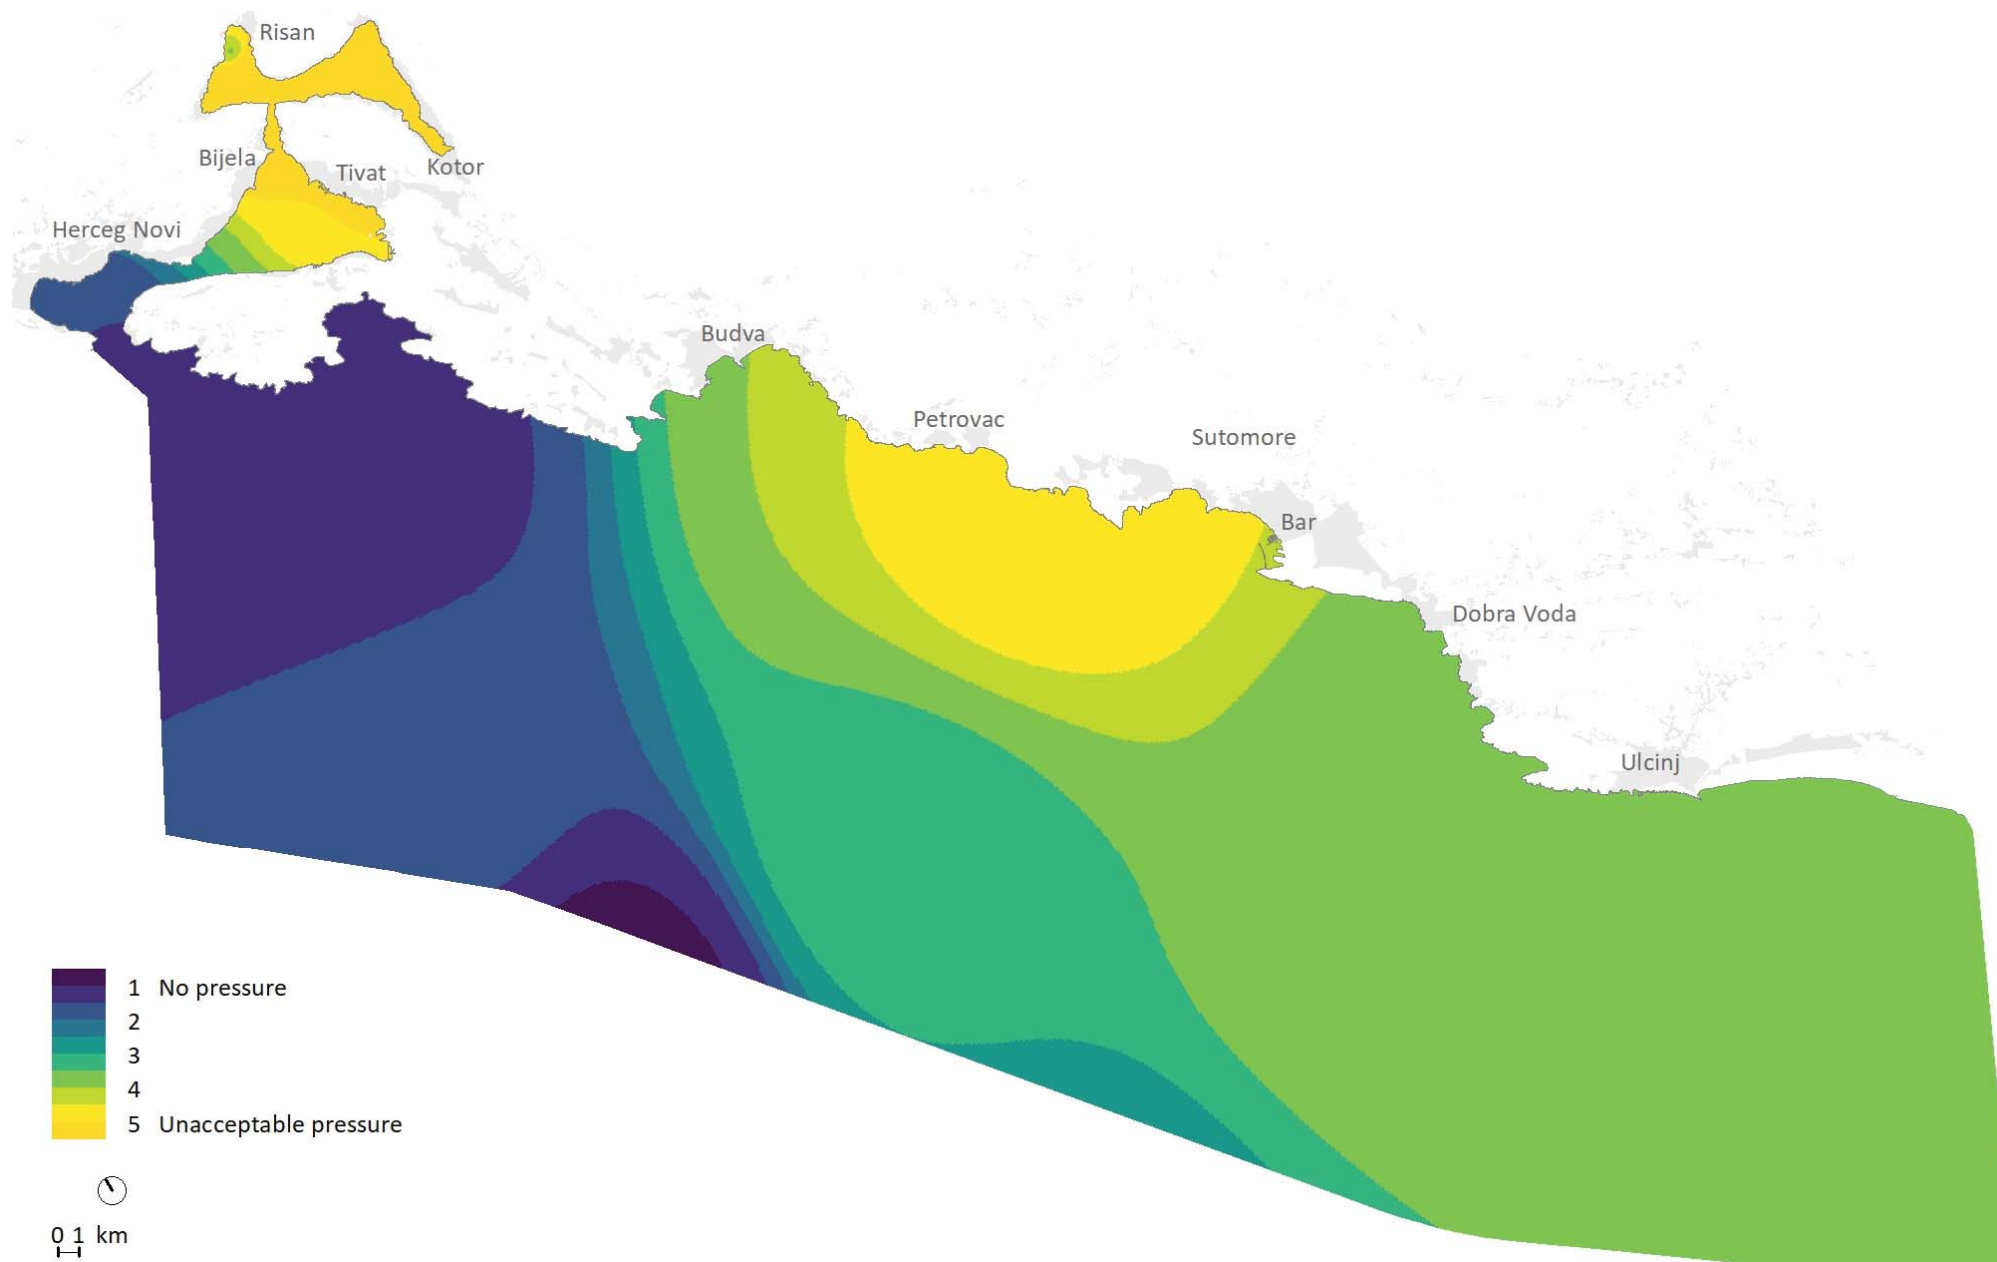 Risan
Bijela
Tivat
Kotor
Herceg Novi
Budva
Petrovac
Sutomore
Bar
Dobra Voda
Ulcinj
1 No pressure
2
3
4
5 Unacceptable pressure
0 1 km